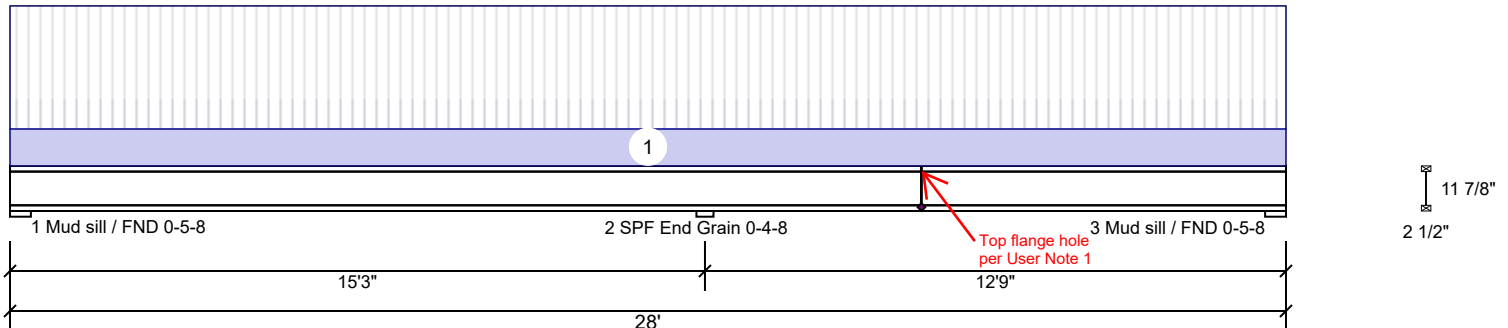 1
11 7/8"
1 Mud sill / FND 0-5-8
2 SPF End Grain 0-4-8
3 Mud sill / FND 0-5-8
2 1/2"
Top flange hole
per User Note 1
15'3"
12'9"
28'